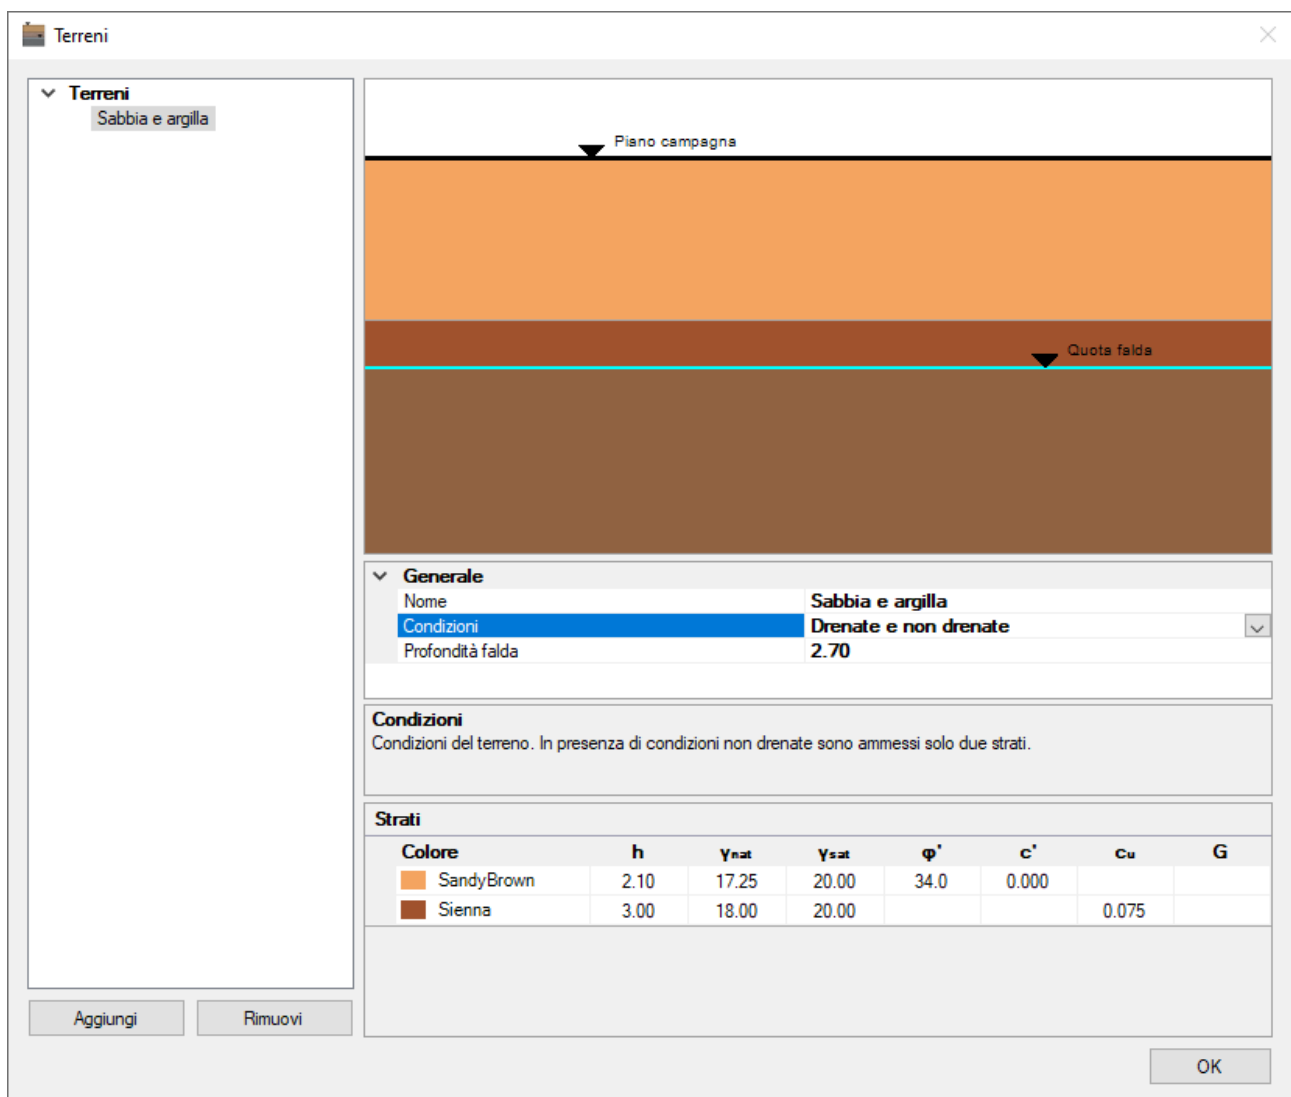 Terreni
Terreni
Sabbia e argilla
Piano campagna
Quota falda
Generale
Nome Sabbia e argilla
Condizioni Drenate e non drenate
Profondità falda 2.70
Condizioni
Condizioni del terreno. In presenza di condizioni non drenate sono ammessi solo due strati.
Strati
Colore h γnat γsat φ' c' cu G
SandyBrown 2.10 17.25 20.00 34.0 0.000
Sienna 3.00 18.00 20.00 0.075
Aggiungi Rimuovi
OK